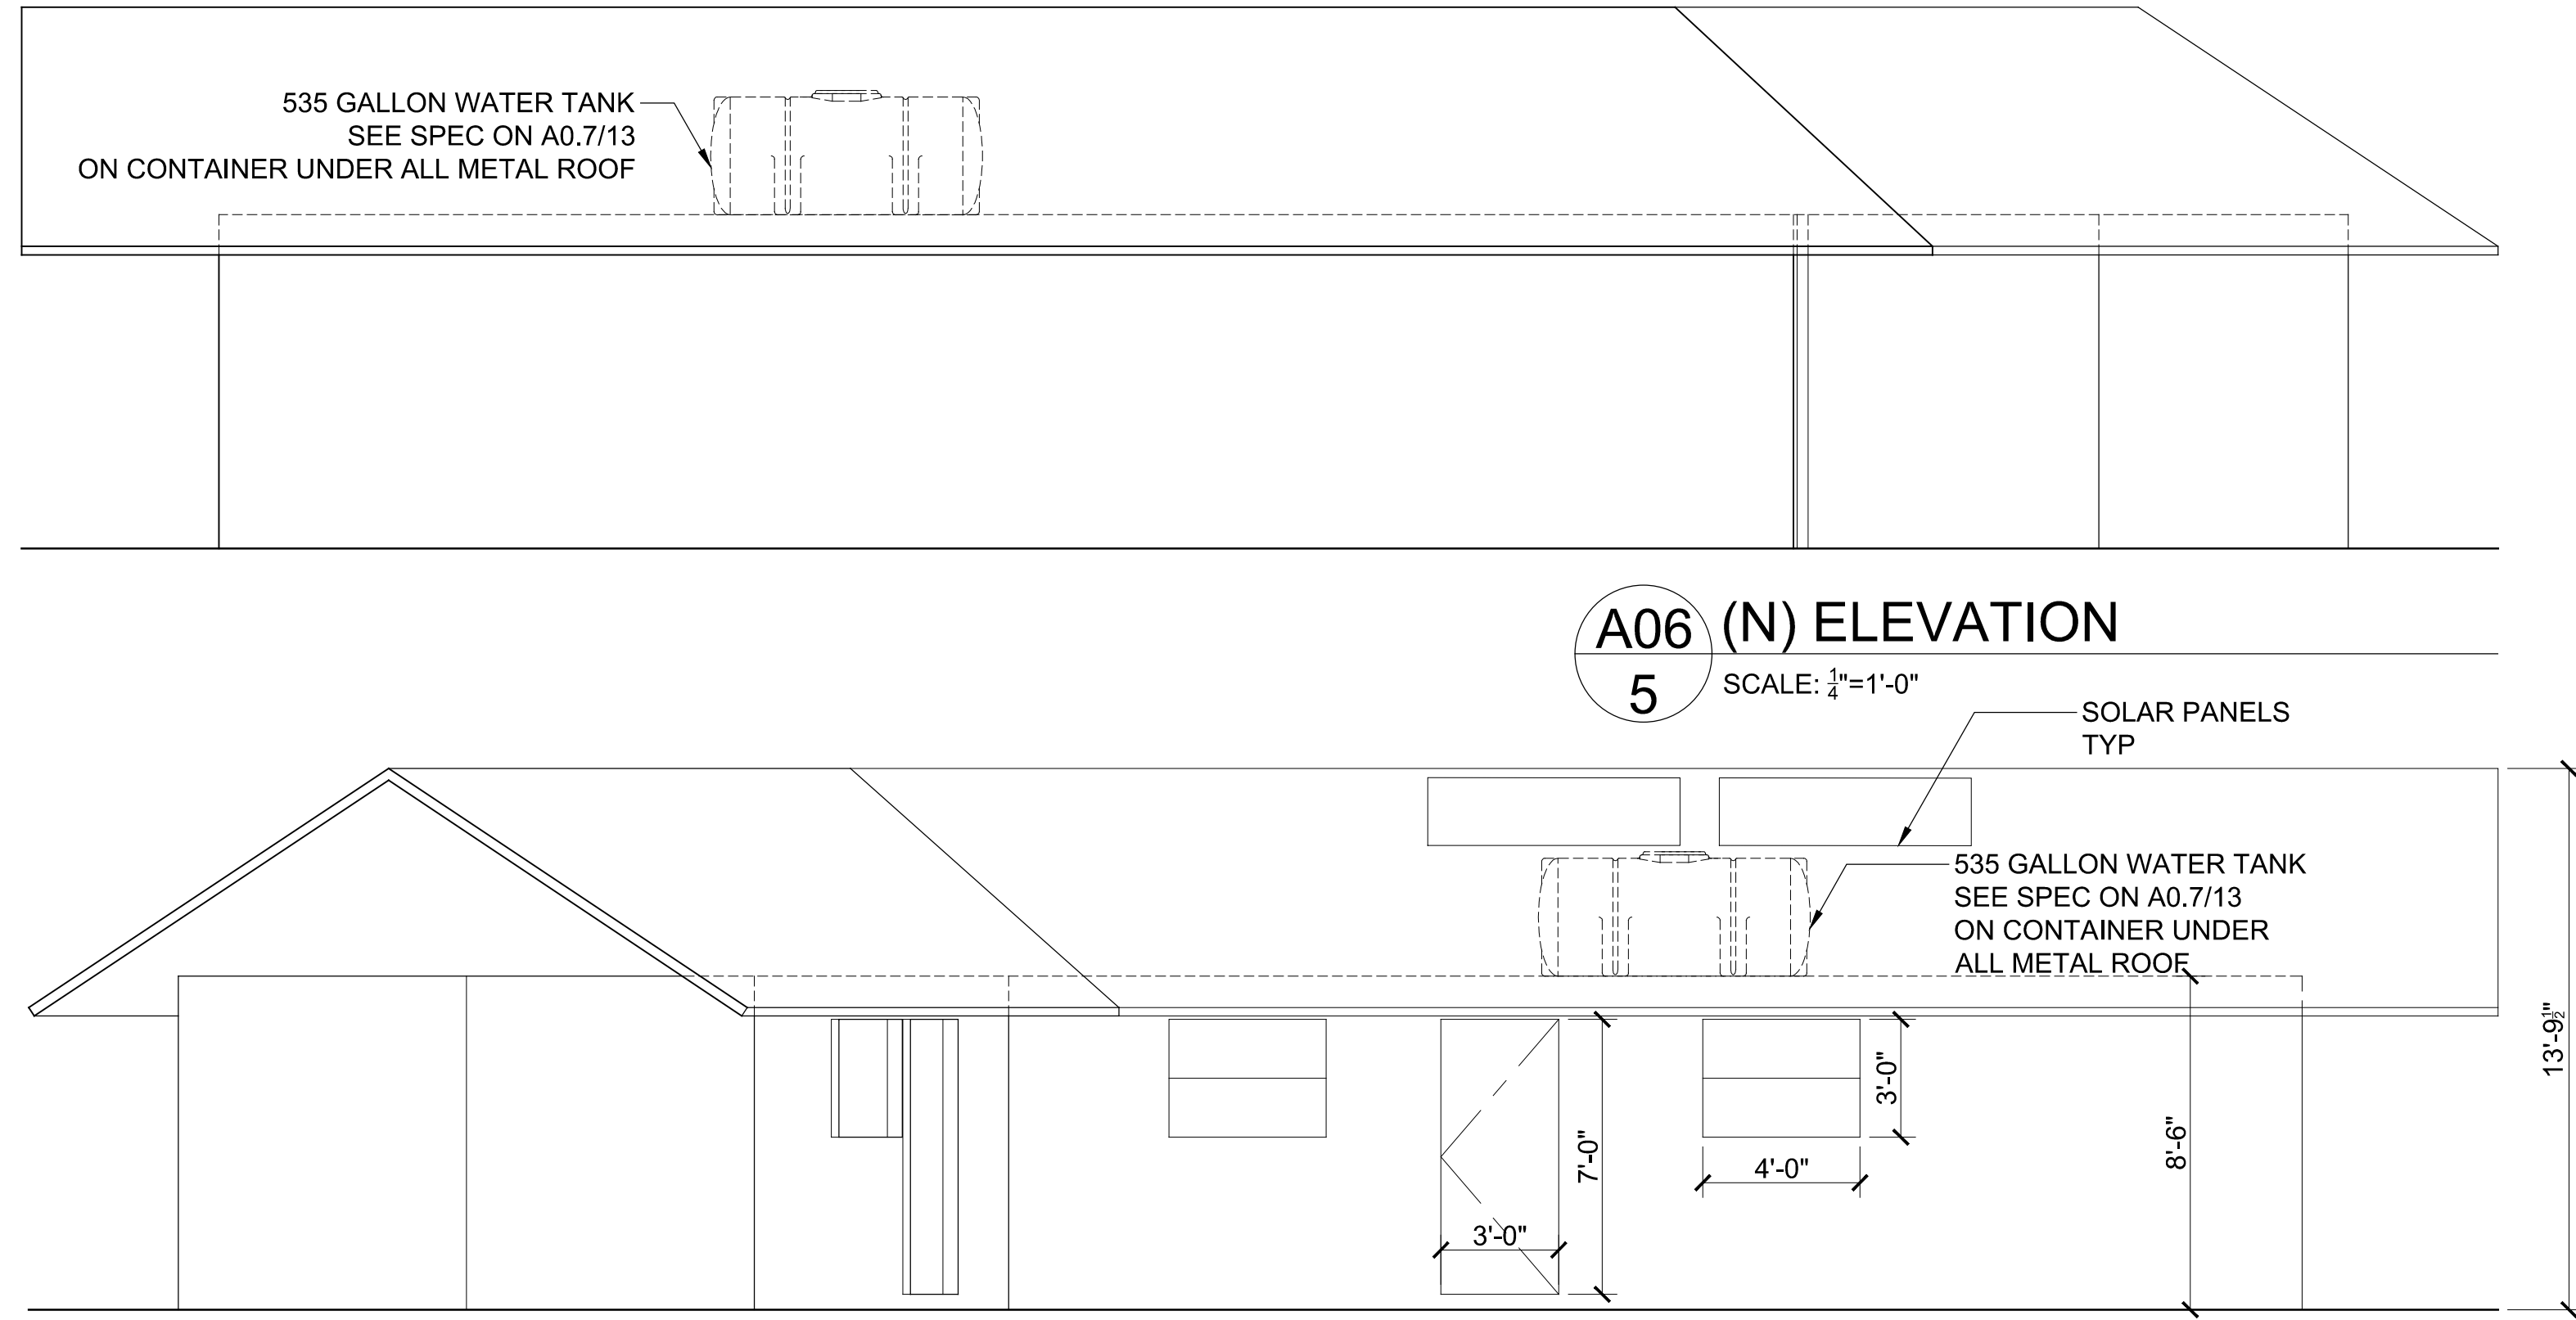 535 GALLON WATER TANK
SEE SPEC ON A0.7/13
ON CONTAINER UNDER ALL METAL ROOF
A06
5
(N) ELEVATION
SCALE: 1/4"=1'-0"
SOLAR PANELS
TYP
535 GALLON WATER TANK
SEE SPEC ON A0.7/13
ON CONTAINER UNDER
ALL METAL ROOF
13'-9 1/2"
3'-0"
7'-0"
4'-0"
8'-6"
3'-0"